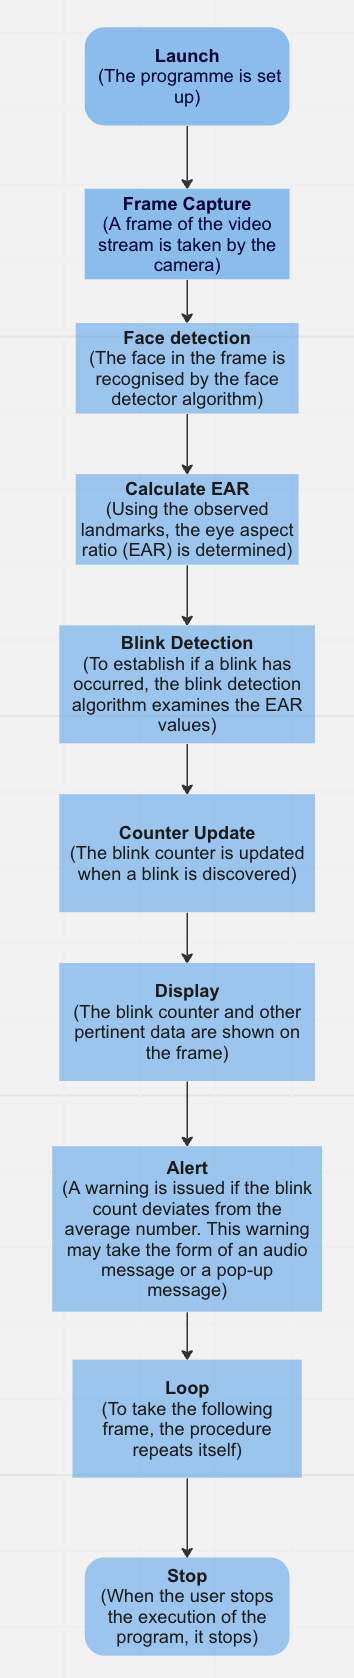 Launch
(The programme is set
up)
Frame Capture
(A frame of the video
stream is taken by the
camera)
Face detection
(The face in the frame is
recognised by the face
detector algorithm)
Calculate EAR
(Using the observed
landmarks, the eye aspect
ratio (EAR) is determined)
Blink Detection
(To establish if a blink has
occurred, the blink detection
algorithm examines the EAR
values)
Counter Update
(The blink counter is updated
when a blink is discovered)
Display
(The blink counter and other
pertinent data are shown on
the frame)
Alert
(A warning is issued if the blink
count deviates from the
average number. This warning
may take the form of an audio
message or a pop-up
message)
Loop
(To take the following
frame, the procedure
repeats itself)
Stop
(When the user stops
the execution of the
program, it stops)